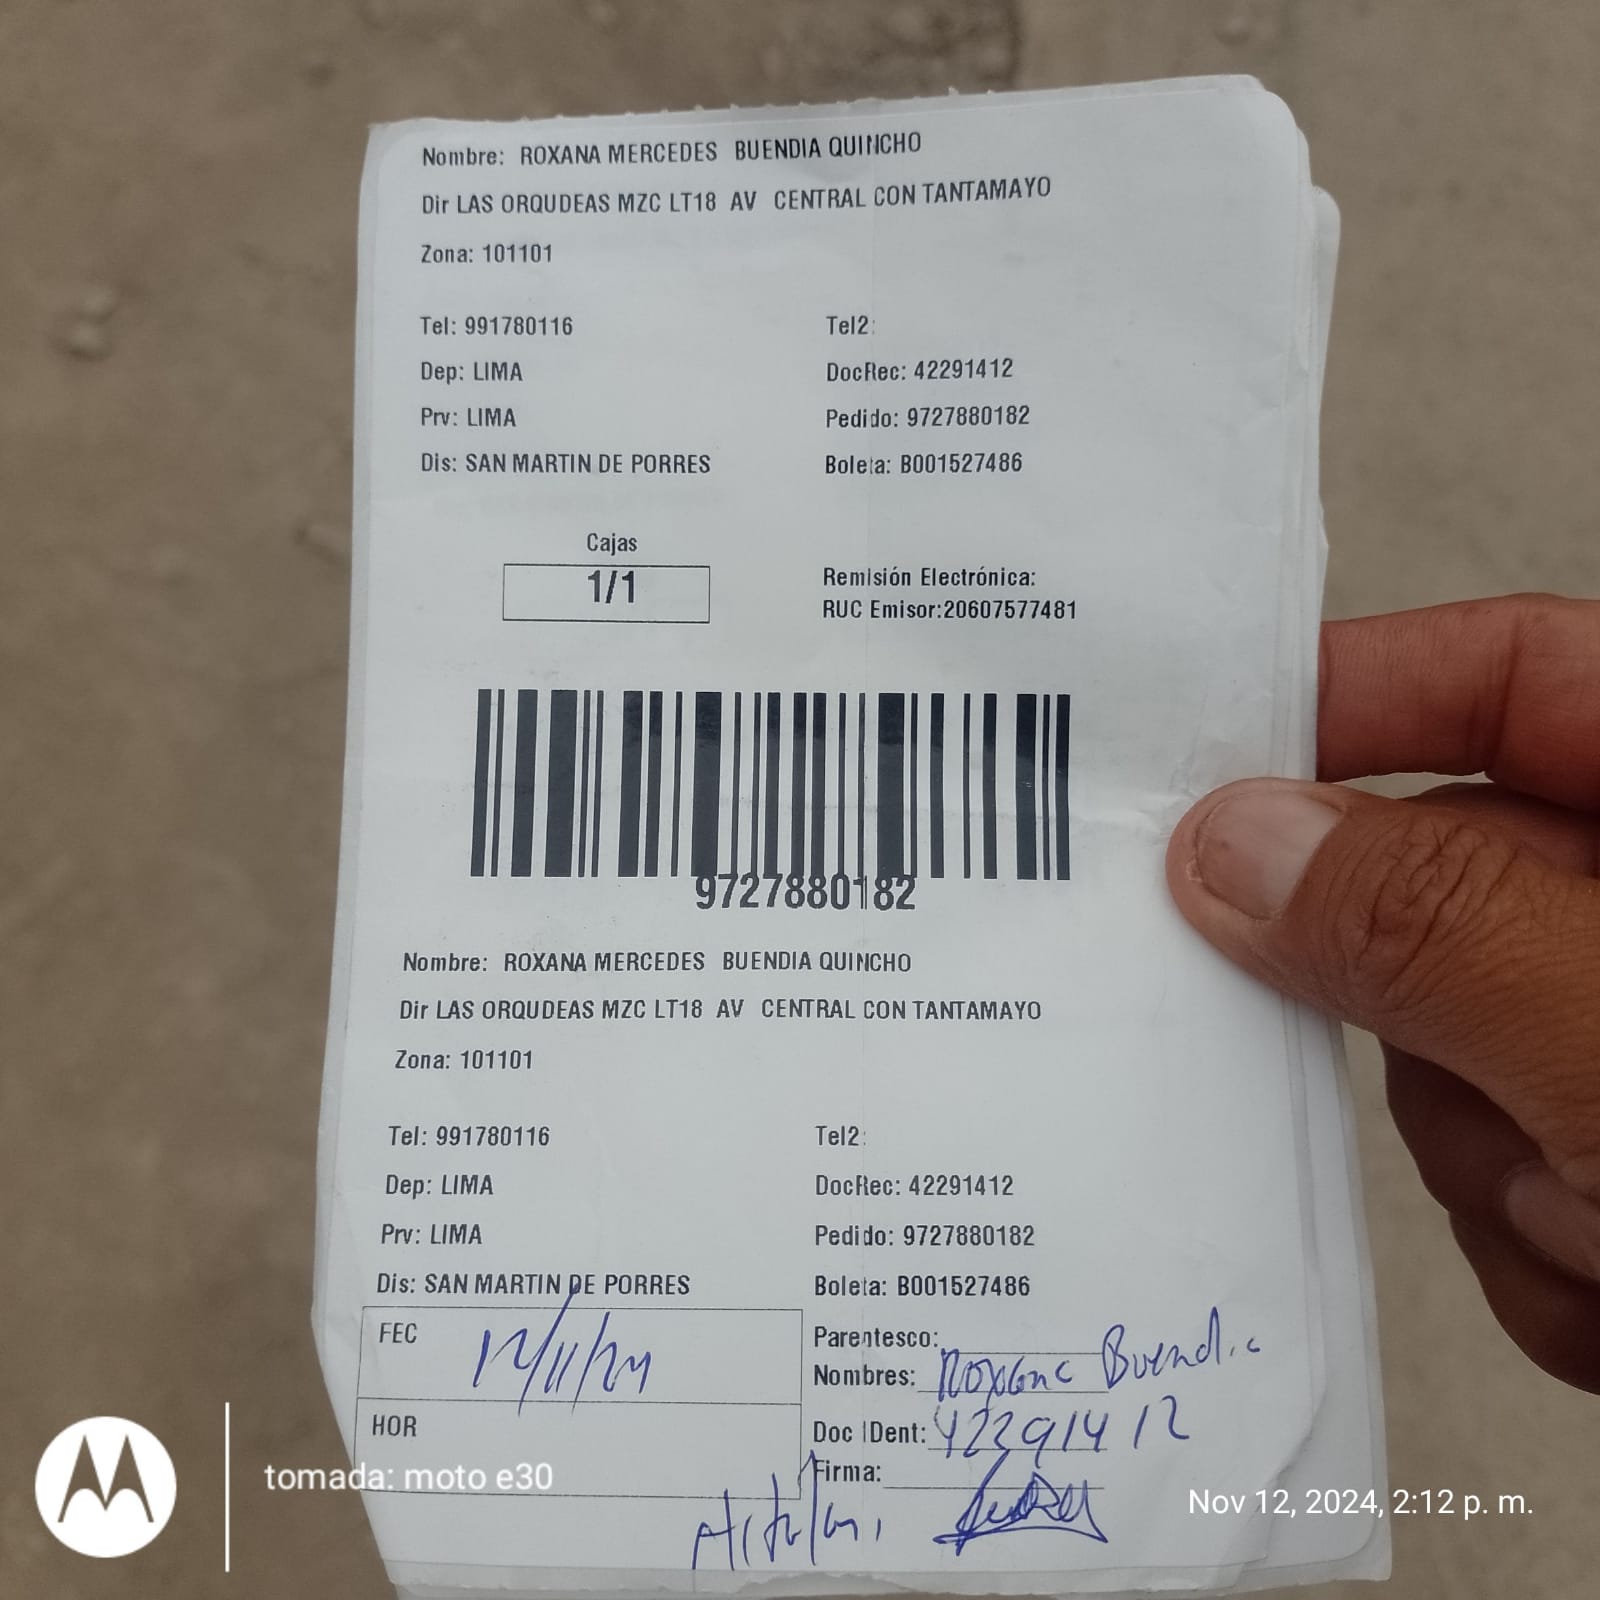 Nombre: ROXANA MERCEDES BUENDIA QUINCHO
Dir LAS ORQUDEAS MZC LT18 AV CENTRAL CON TANTAMAYO
Zona: 101101
Tel: 991780116 Tel2:
Dep: LIMA DocRec: 42291412
Prv: LIMA Pedido: 9727880182
Dis: SAN MARTIN DE PORRES Boleta: B001527486
Cajas
1/1
Remisión Electrónica:
RUC Emisor:20607577481
9727880182
Nombre: ROXANA MERCEDES BUENDIA QUINCHO
Dir LAS ORQUDEAS MZC LT18 AV CENTRAL CON TANTAMAYO
Zona: 101101
Tel: 991780116 Tel2:
Dep: LIMA DocRec: 42291412
Prv: LIMA Pedido: 9727880182
Dis: SAN MARTIN DE PORRES Boleta: B001527486
FEC 12/11/24
Parentesco:
Nombres: Roxana Buendia
HOR
Doc IDent: 42291412
Firma:
Titular
tomada: moto e30
Nov 12, 2024, 2:12 p. m.